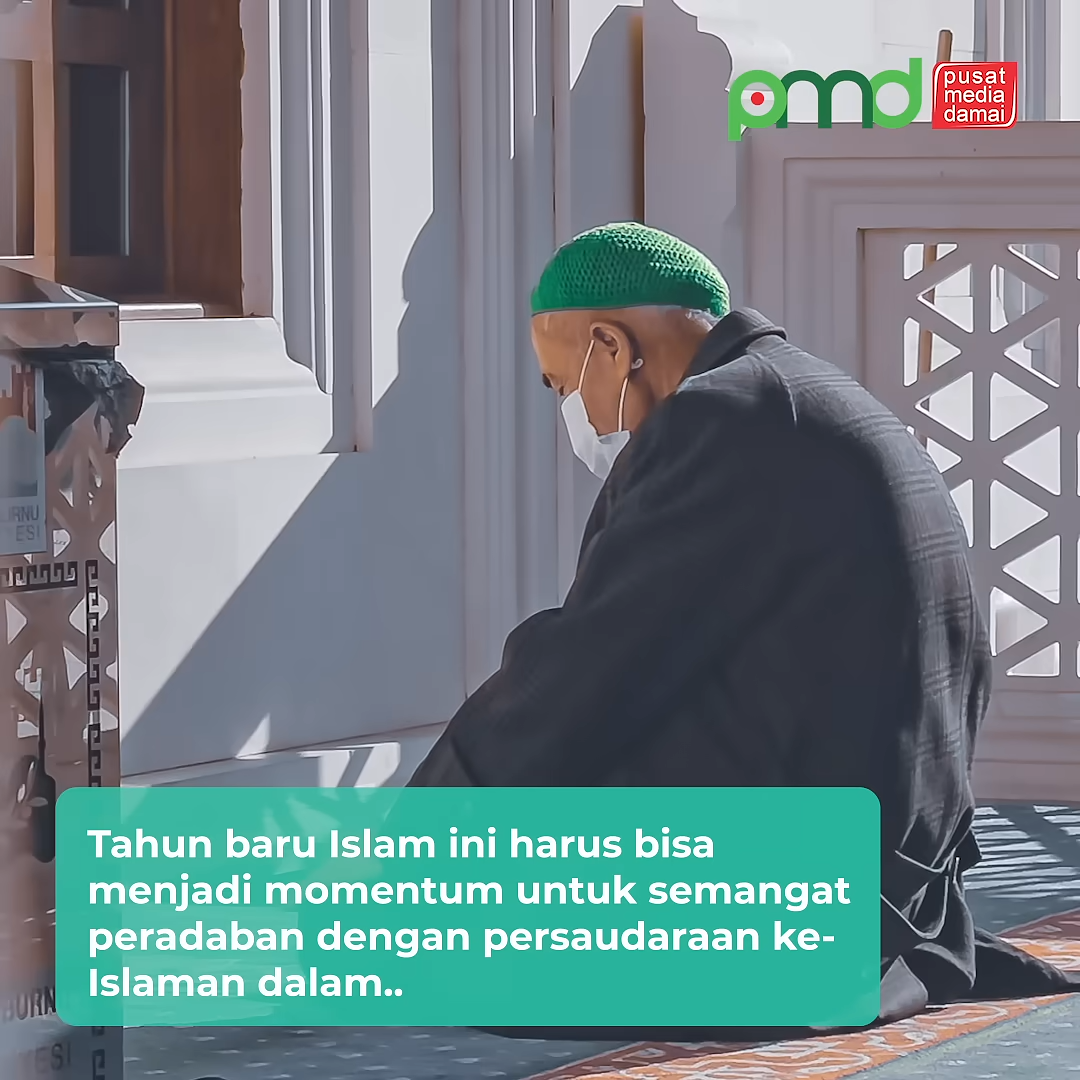 pmd
pusat
media
damai
Tahun baru Islam ini harus bisa
menjadi momentum untuk semangat
peradaban dengan persaudaraan ke-
Islaman dalam..